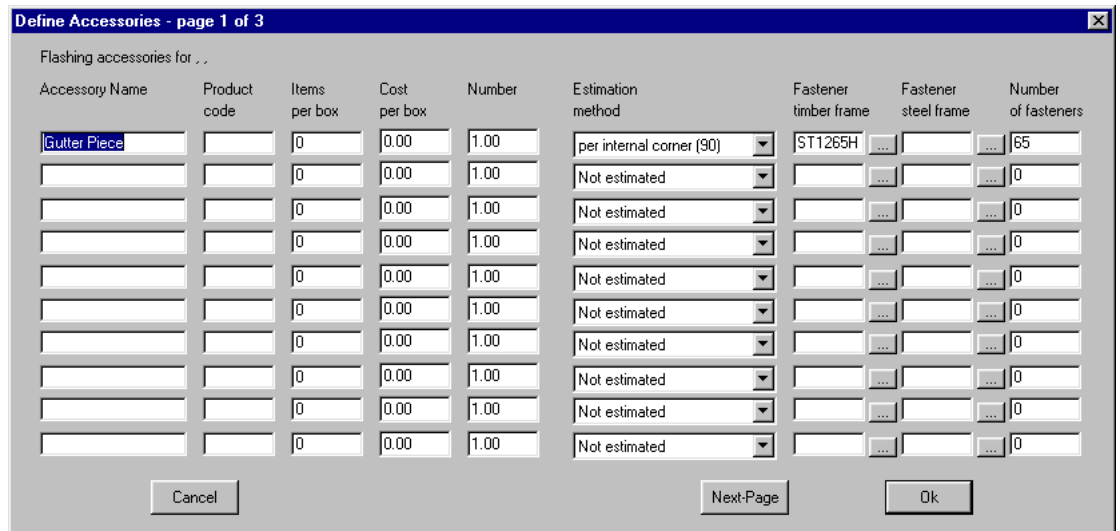 Define Accessories - page 1 of 3
Flashing accessories for , ,
Accessory Name Product code Items per box Cost per box Number Estimation method Fastener timber frame Fastener steel frame Number of fasteners
Gutter Piece 0 0.00 1.00 per internal corner (90) ST1265H ... ... 65
0 0.00 1.00 Not estimated ... ... 0
0 0.00 1.00 Not estimated ... ... 0
0 0.00 1.00 Not estimated ... ... 0
0 0.00 1.00 Not estimated ... ... 0
0 0.00 1.00 Not estimated ... ... 0
0 0.00 1.00 Not estimated ... ... 0
0 0.00 1.00 Not estimated ... ... 0
0 0.00 1.00 Not estimated ... ... 0
0 0.00 1.00 Not estimated ... ... 0
Cancel Next-Page Ok